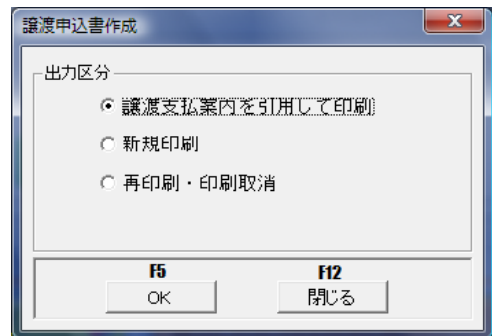 譲渡申込書作成
出力区分
譲渡支払案内を引用して印刷
新規印刷
再印刷・印刷取消
F5
F12
OK
閉じる